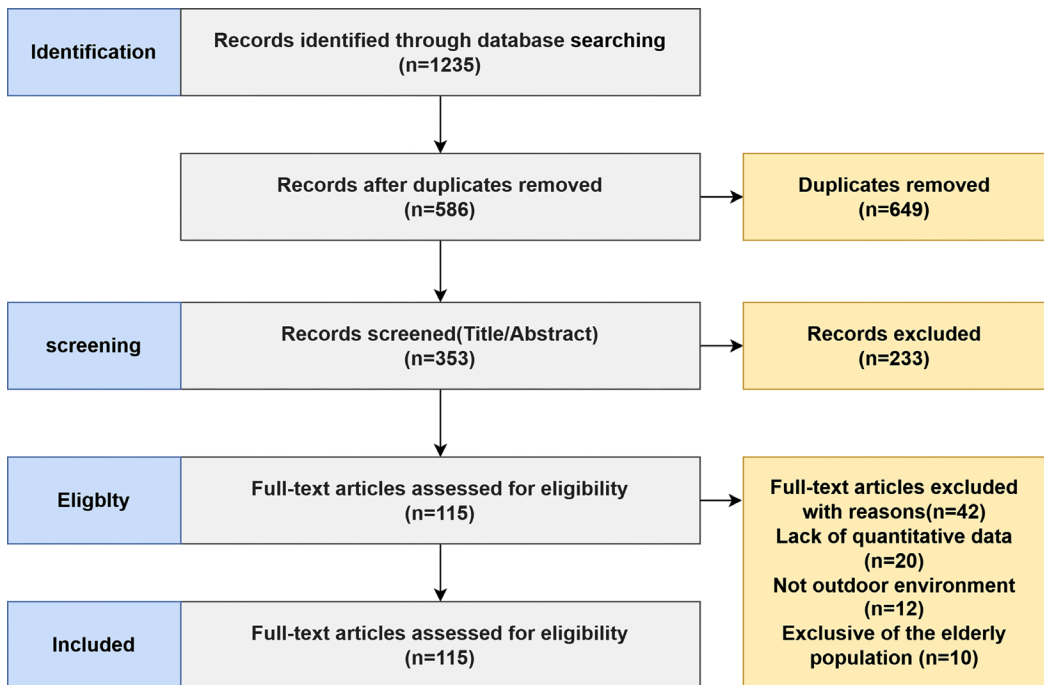 Identification
Records identified through database searching
(n=1235)
Records after duplicates removed
(n=586)
Duplicates removed
(n=649)
screening
Records screened(Title/Abstract)
(n=353)
Records excluded
(n=233)
Eligblty
Full-text articles assessed for eligibility
(n=115)
Full-text articles excluded
with reasons(n=42)
Lack of quantitative data
(n=20)
Not outdoor environment
(n=12)
Exclusive of the elderly
population (n=10)
Included
Full-text articles assessed for eligibility
(n=115)